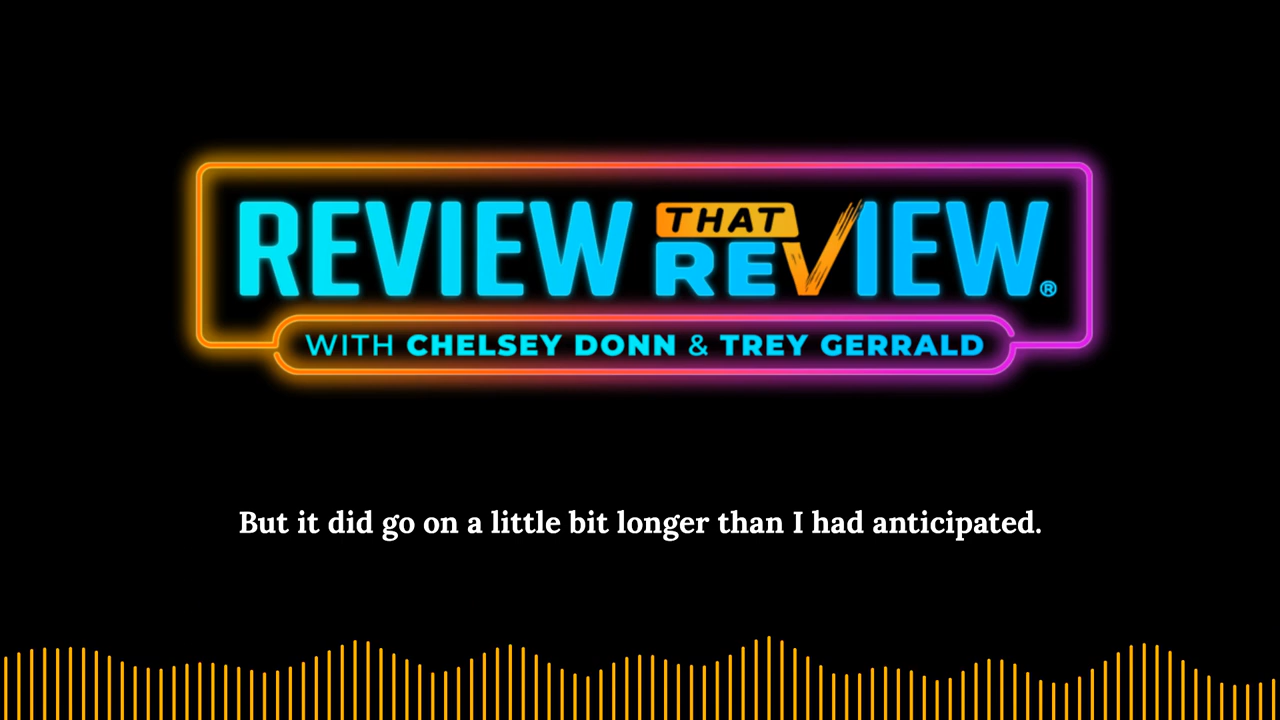 REVIEW THAT REVIEW®
WITH CHELSEY DONN & TREY GERRALD
But it did go on a little bit longer than I had anticipated.